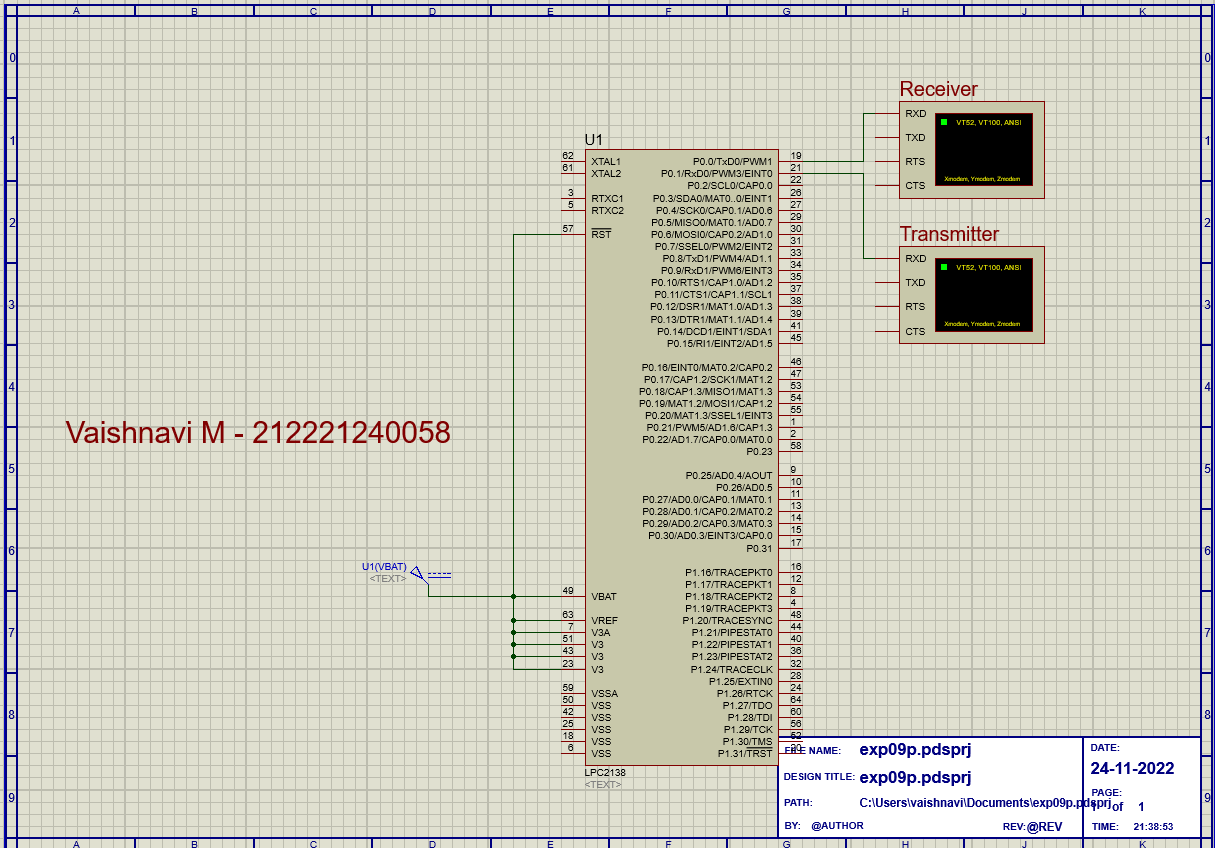 A B C D E F G H J K
0 0
1 1
2 2
3 3
4 4
5 5
6 6
7 7
8 8
9 9
Receiver
RXD
TXD
RTS
CTS
VT52, VT100, ANSI
Xmodem, Ymodem, Zmodem
Transmitter
RXD
TXD
RTS
CTS
VT52, VT100, ANSI
Xmodem, Ymodem, Zmodem
Vaishnavi M - 212221240058
U1(VBAT)
<TEXT>
U1
62 XTAL1
61 XTAL2
3 RTXC1
5 RTXC2
57 RST
49 VBAT
63 VREF
7 V3A
51 V3
43 V3
23 V3
59 VSSA
50 VSS
42 VSS
25 VSS
18 VSS
6 VSS
P0.0/TxD0/PWM1 19
P0.1/RxD0/PWM3/EINT0 21
P0.2/SCL0/CAP0.0 22
P0.3/SDA0/MAT0..0/EINT1 26
P0.4/SCK0/CAP0.1/AD0.6 27
P0.5/MISO0/MAT0.1/AD0.7 29
P0.6/MOSI0/CAP0.2/AD1.0 30
P0.7/SSEL0/PWM2/EINT2 31
P0.8/TxD1/PWM4/AD1.1 33
P0.9/RxD1/PWM6/EINT3 34
P0.10/RTS1/CAP1.0/AD1.2 35
P0.11/CTS1/CAP1.1/SCL1 37
P0.12/DSR1/MAT1.0/AD1.3 38
P0.13/DTR1/MAT1.1/AD1.4 39
P0.14/DCD1/EINT1/SDA1 41
P0.15/RI1/EINT2/AD1.5 45
P0.16/EINT0/MAT0.2/CAP0.2 46
P0.17/CAP1.2/SCK1/MAT1.2 47
P0.18/CAP1.3/MISO1/MAT1.3 53
P0.19/MAT1.2/MOSI1/CAP1.2 54
P0.20/MAT1.3/SSEL1/EINT3 55
P0.21/PWM5/AD1.6/CAP1.3 1
P0.22/AD1.7/CAP0.0/MAT0.0 2
P0.23 58
P0.25/AD0.4/AOUT 9
P0.26/AD0.5 10
P0.27/AD0.0/CAP0.1/MAT0.1 11
P0.28/AD0.1/CAP0.2/MAT0.2 13
P0.29/AD0.2/CAP0.3/MAT0.3 14
P0.30/AD0.3/EINT3/CAP0.0 15
P0.31 17
P1.16/TRACEPKT0 16
P1.17/TRACEPKT1 12
P1.18/TRACEPKT2 8
P1.19/TRACEPKT3 4
P1.20/TRACESYNC 48
P1.21/PIPESTAT0 44
P1.22/PIPESTAT1 40
P1.23/PIPESTAT2 36
P1.24/TRACECLK 32
P1.25/EXTIN0 28
P1.26/RTCK 24
P1.27/TDO 64
P1.28/TDI 60
P1.29/TCK 56
P1.30/TMS 52
P1.31/TRST 20
LPC2138
<TEXT>
FILE NAME: exp09p.pdsprj
DESIGN TITLE: exp09p.pdsprj
PATH: C:\Users\vaishnavi\Documents\exp09p.pdsprj
BY: @AUTHOR REV:@REV
DATE:
24-11-2022
PAGE:
1 of 1
TIME: 21:38:53
A B C D E F G H J K